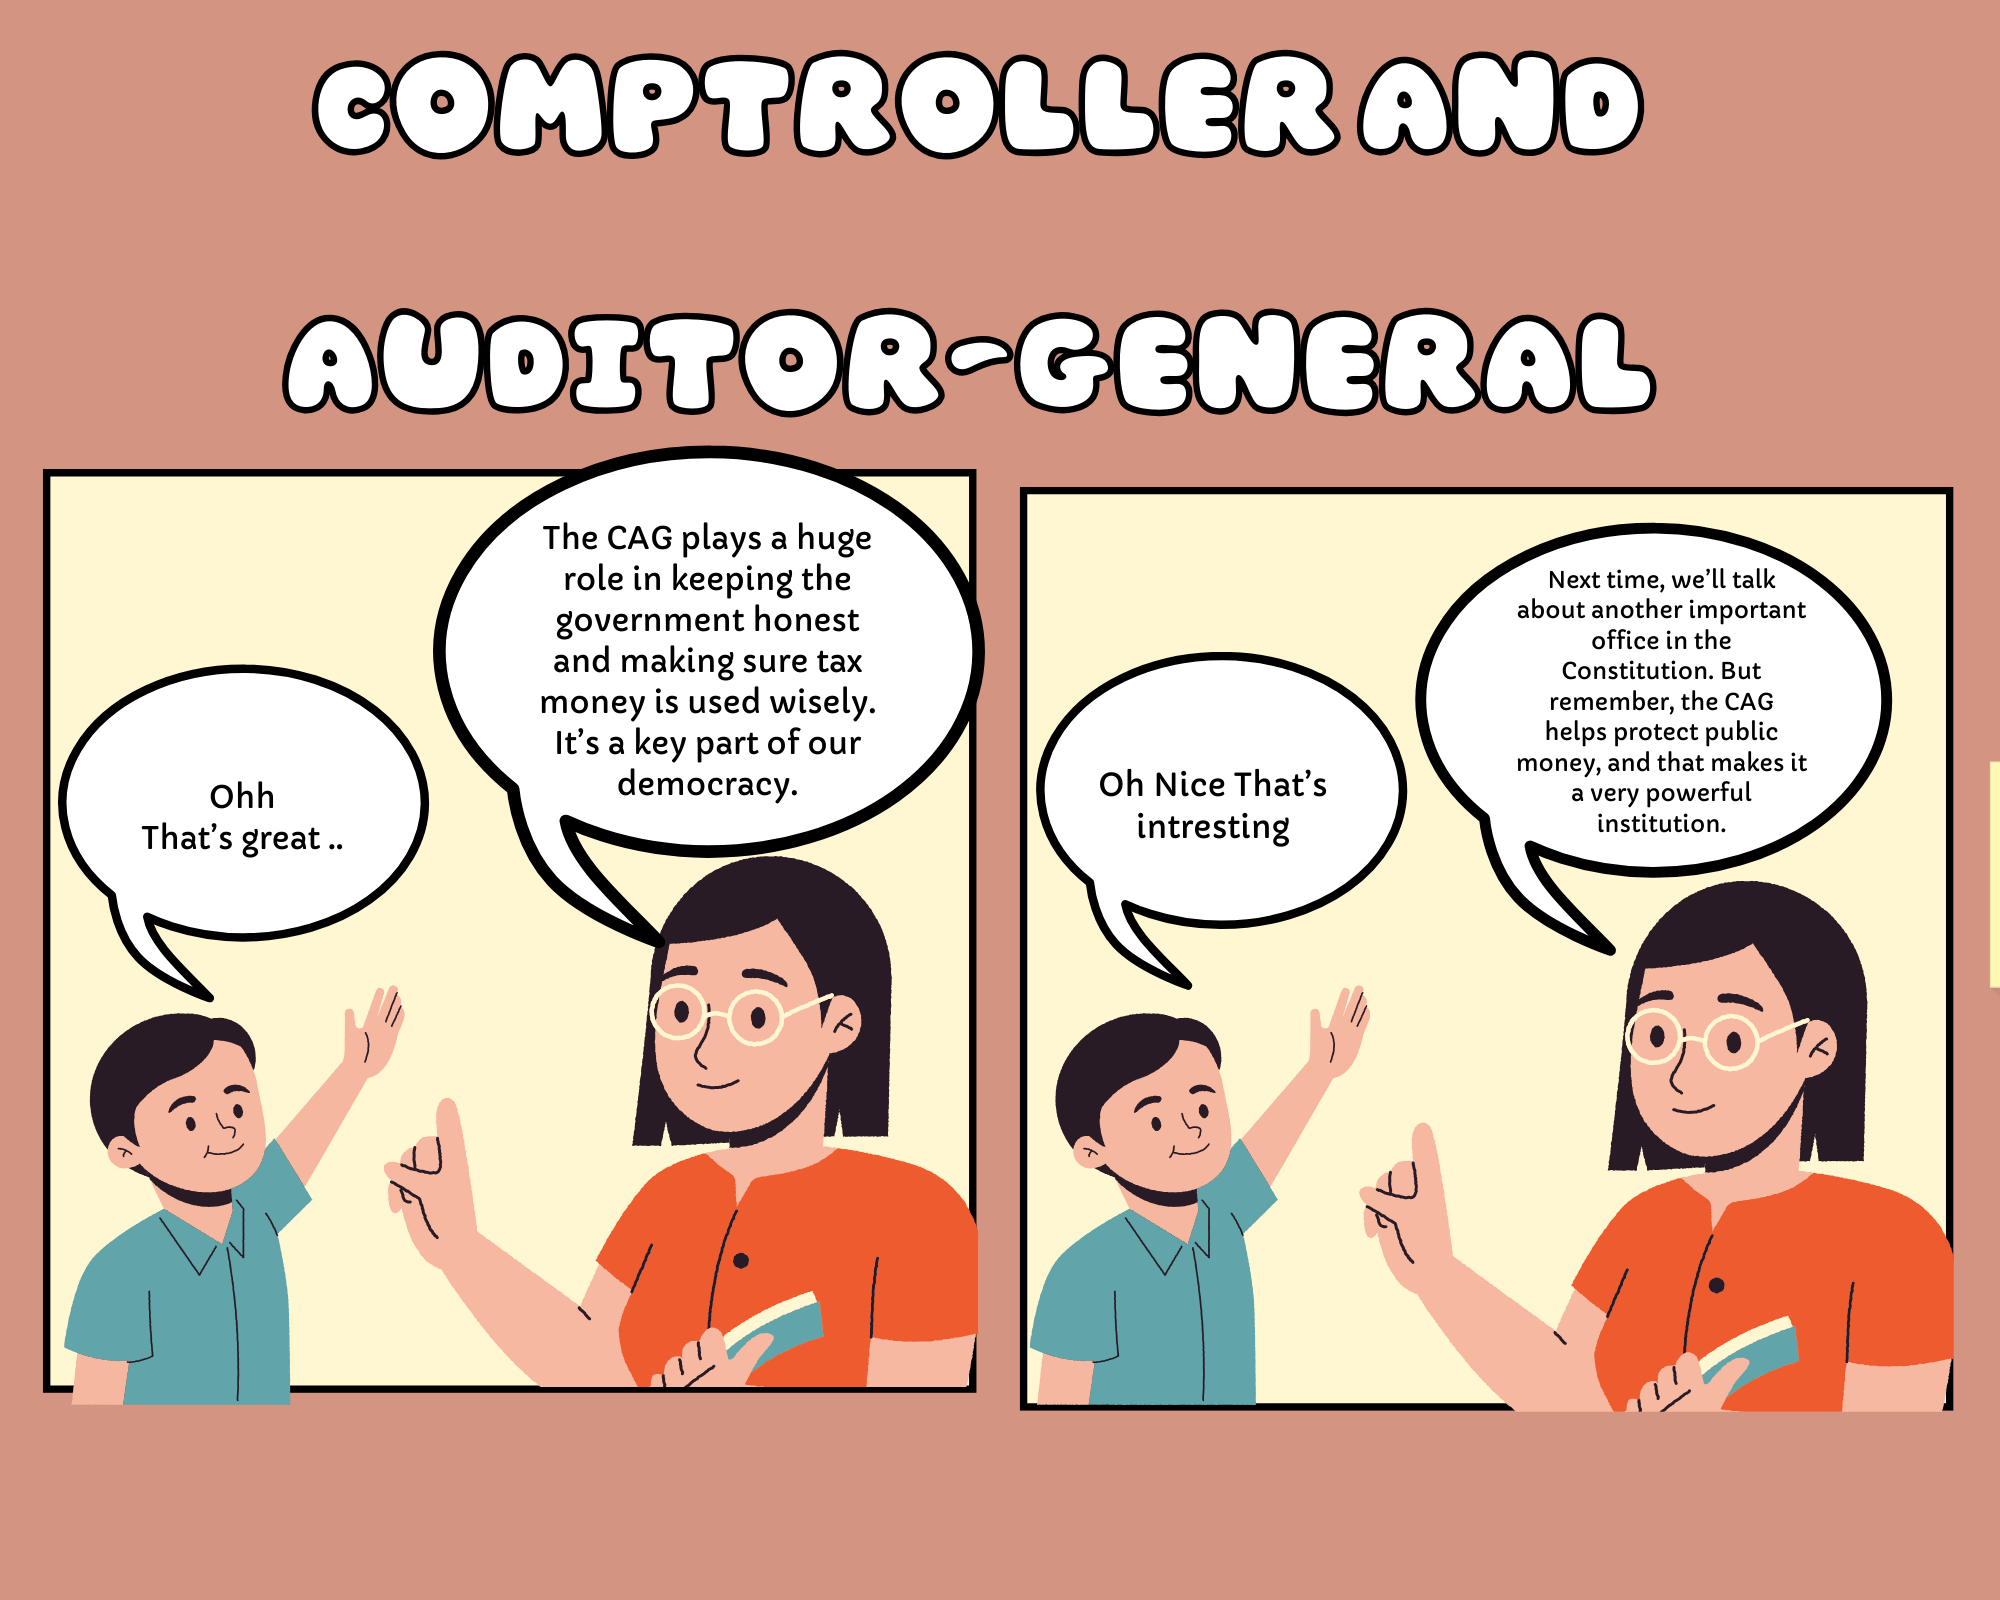 COMPTROLLER AND
AUDITOR-GENERAL
Ohh
That's great ..
The CAG plays a huge
role in keeping the
government honest
and making sure tax
money is used wisely.
It's a key part of our
democracy.
Oh Nice That's
intresting
Next time, we'll talk
about another important
office in the
Constitution. But
remember, the CAG
helps protect public
money, and that makes it
a very powerful
institution.